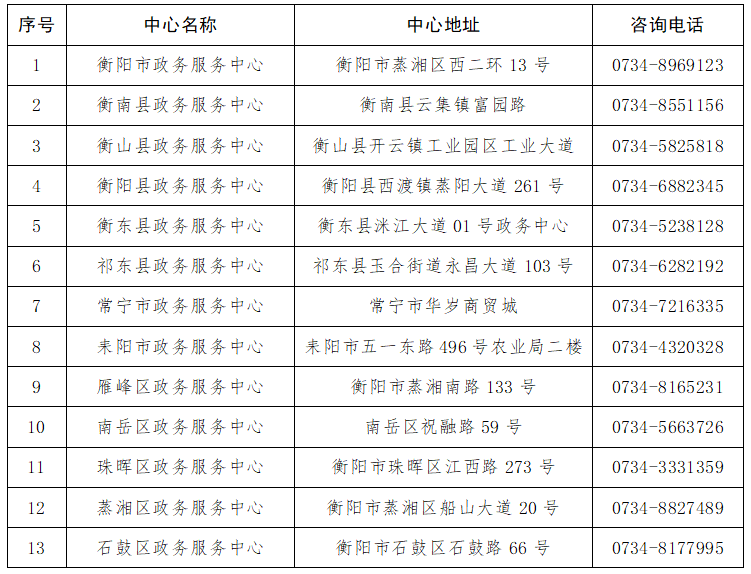 序号 中心名称 中心地址 咨询电话
1 衡阳市政务服务中心 衡阳市蒸湘区西二环 13 号 0734-8969123
2 衡南县政务服务中心 衡南县云集镇富园路 0734-8551156
3 衡山县政务服务中心 衡山县开云镇工业园区工业大道 0734-5825818
4 衡阳县政务服务中心 衡阳县西渡镇蒸阳大道 261 号 0734-6882345
5 衡东县政务服务中心 衡东县洣江大道 01 号政务中心 0734-5238128
6 祁东县政务服务中心 祁东县玉合街道永昌大道 103 号 0734-6282192
7 常宁市政务服务中心 常宁市华岁商贸城 0734-7216335
8 耒阳市政务服务中心 耒阳市五一东路 496 号农业局二楼 0734-4320328
9 雁峰区政务服务中心 衡阳市蒸湘南路 133 号 0734-8165231
10 南岳区政务服务中心 南岳区祝融路 59 号 0734-5663726
11 珠晖区政务服务中心 衡阳市珠晖区江西路 273 号 0734-3331359
12 蒸湘区政务服务中心 衡阳市蒸湘区船山大道 20 号 0734-8827489
13 石鼓区政务服务中心 衡阳市石鼓区石鼓路 66 号 0734-8177995